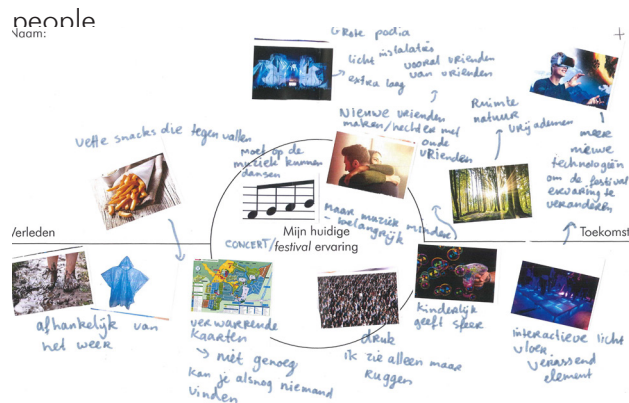 people
Naam:
Grote podia
licht instalaties
extra laag
vooral vrienden
van vrienden
Nieuwe vrienden
maken/hechten met
oude
vrienden
Ruimte
natuur
vrij ademen
meer
nieuwe
technologiën
om de festival
ervaring te
veranderen
Vette snacks die tegen vallen
moet op de
muziek kunnen
dansen
maar muziek minder
belangrijk
Verleden
Mijn huidige
CONCERT/festival ervaring
Toekomst
afhankelijk van
het weer
verwarrende
kaarten
→ niet genoeg
kan je alsnog niemand
vinden
druk
ik zie alleen maar
ruggen
kinderlijk
geeft sfeer
interactieve licht
vloer
verassend
element